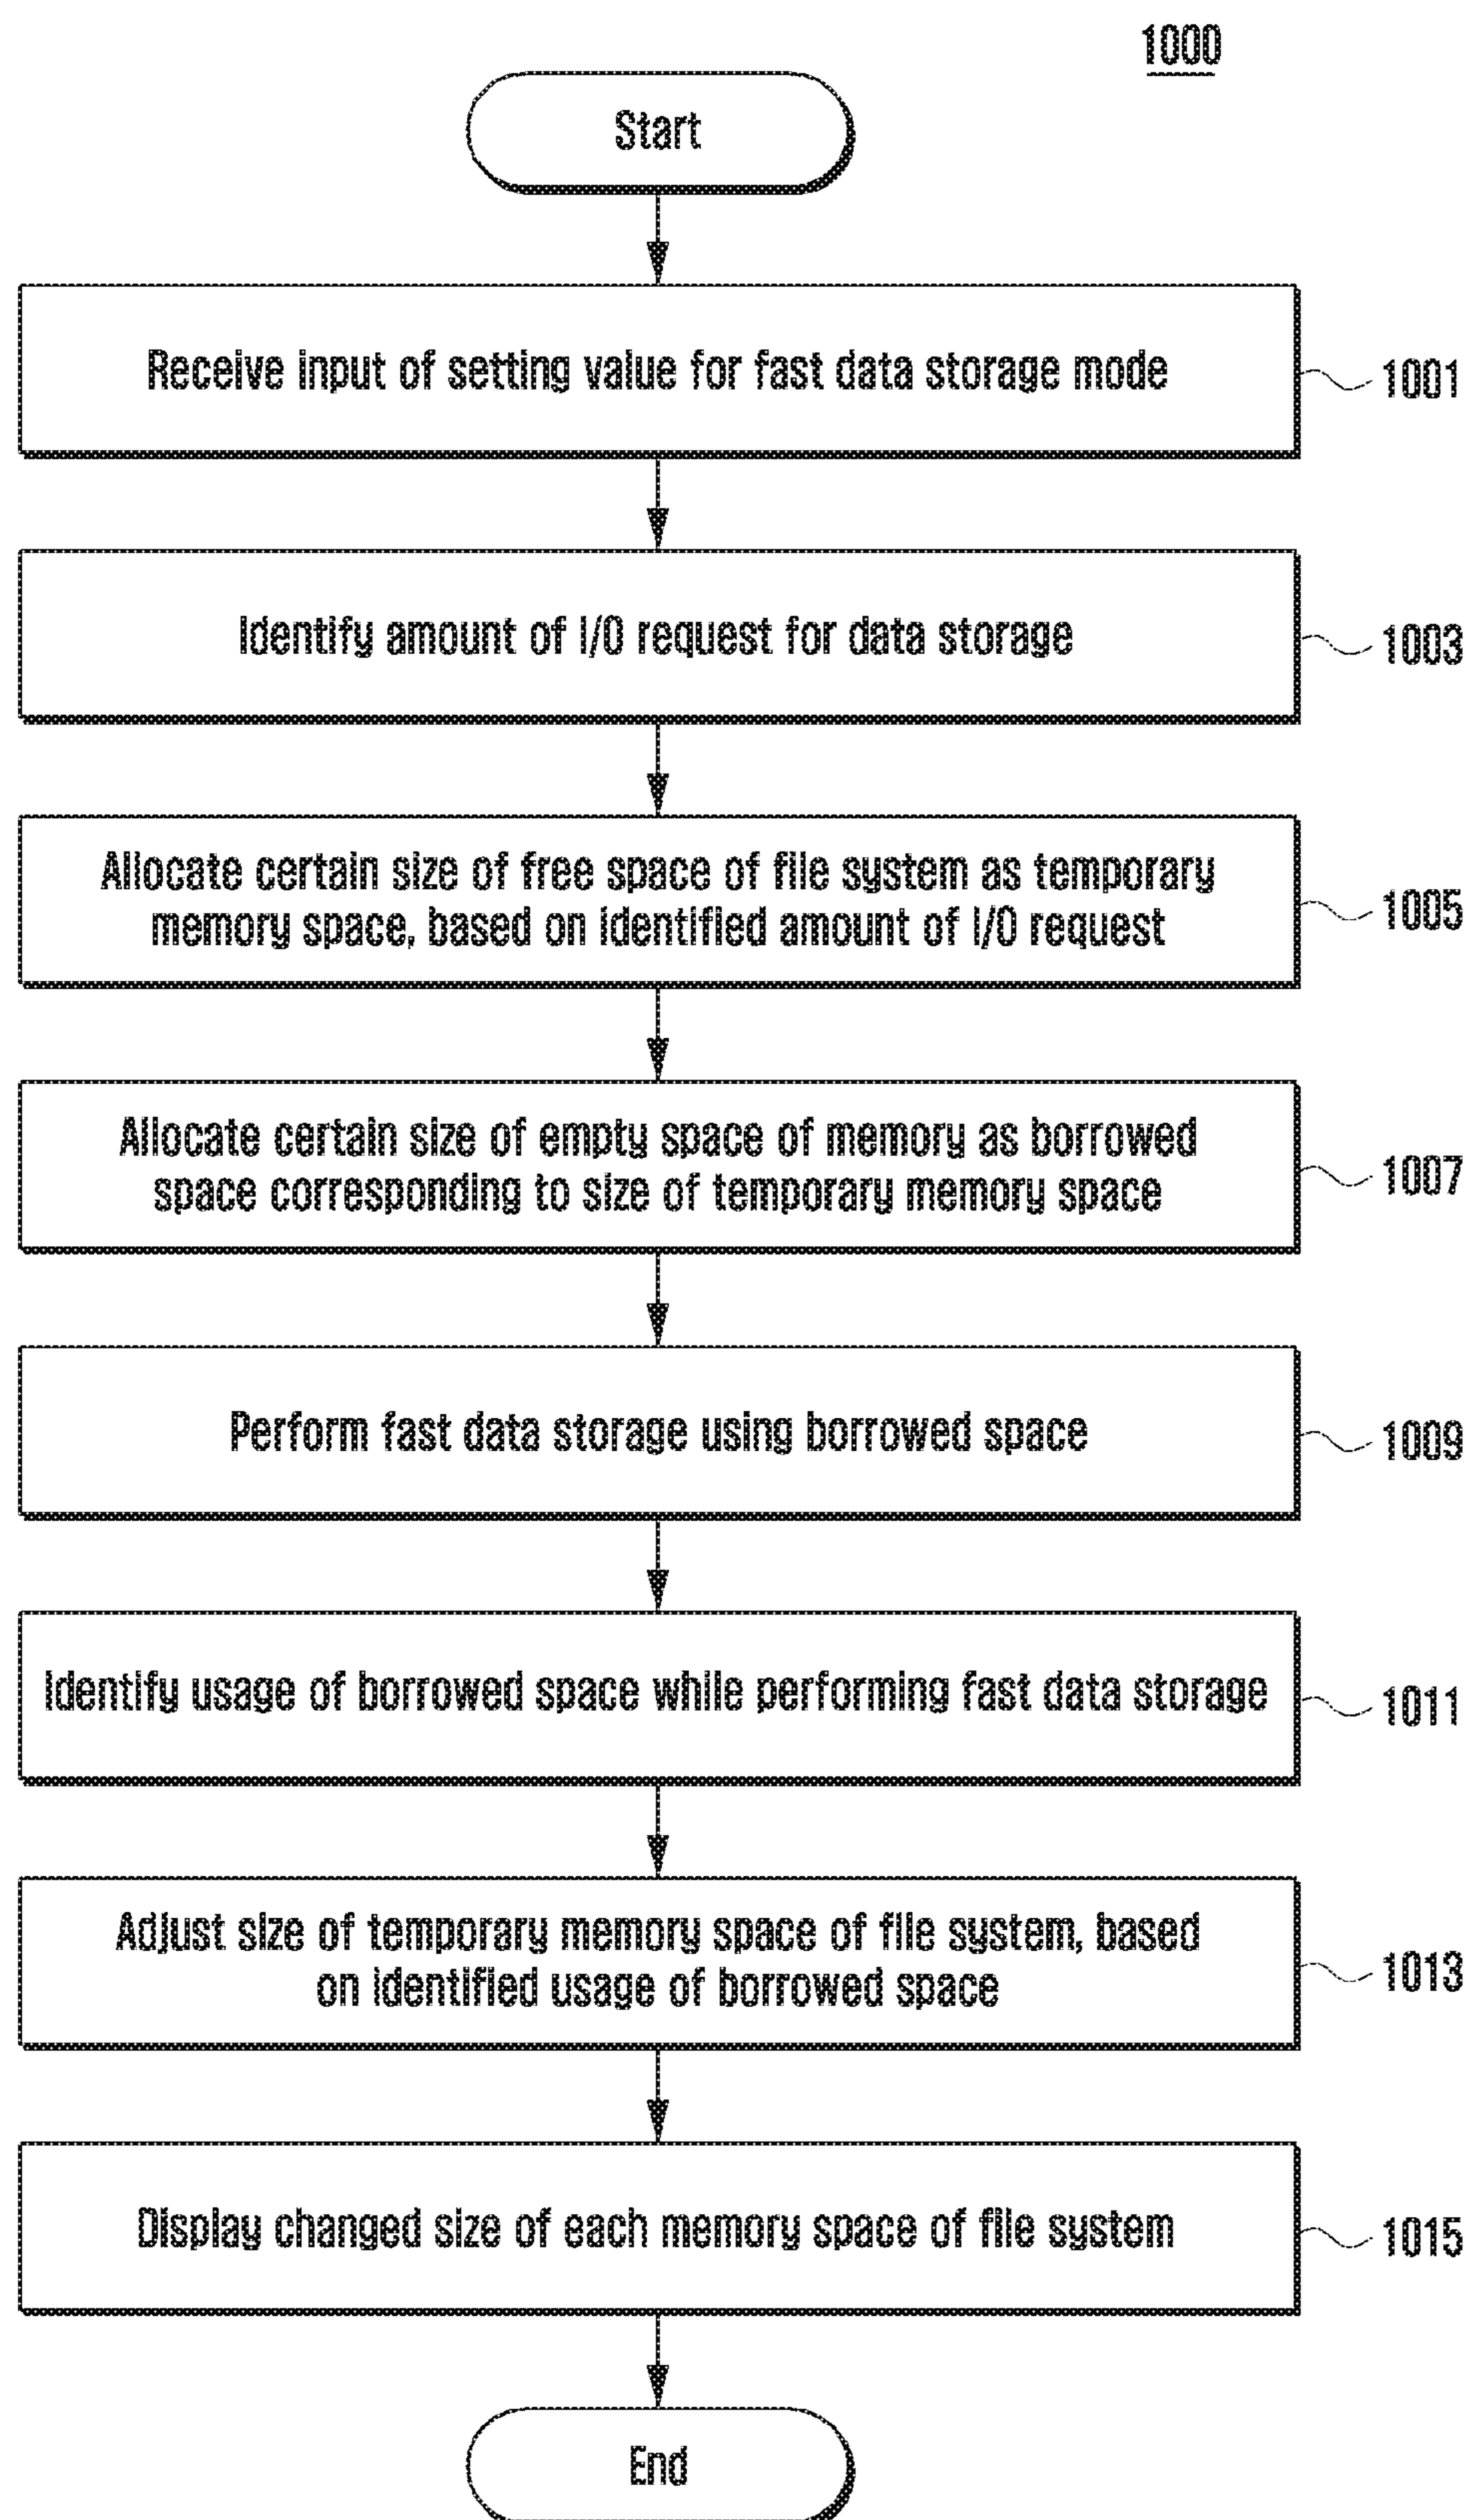 1000
Start
Receive input of setting value for fast data storage mode
1001
Identify amount of I/O request for data storage
1003
Allocate certain size of free space of file system as temporary
memory space, based on identified amount of I/O request
1005
Allocate certain size of empty space of memory as borrowed
space corresponding to size of temporary memory space
1007
Perform fast data storage using borrowed space
1009
Identify usage of borrowed space while performing fast data storage
1011
Adjust size of temporary memory space of file system, based
on identified usage of borrowed space
1013
Display changed size of each memory space of file system
1015
End